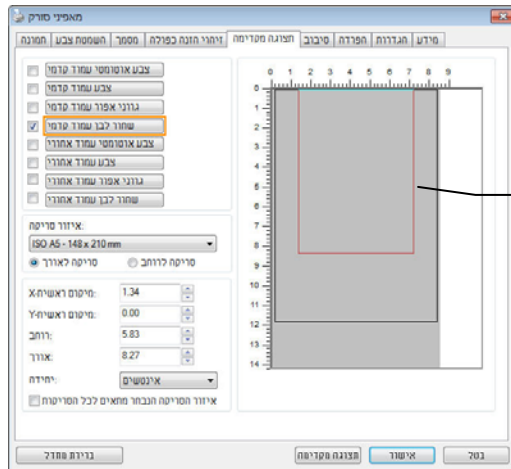 מאפיני סורק
תמונה השמטת צבע מסמך זיהוי הזנה כפולה תצוגה מקדימה סיבוב הפרדה הגדרות מידע
צבע אוטומטי עמוד קדמי
צבע עמוד קדמי
גרוני אפור עמוד קדמי
שחור לבן עמוד קדמי
צבע אוטומטי עמוד אחורי
צבע עמוד אחורי
גרוני אפור עמוד אחורי
שחור לבן עמוד אחורי
איזור סריקה:
ISO A5 - 148 x 210 mm
סריקה לאורך סריקה לרוחב
X-מיקום ראשית: 1.34
Y-מיקום ראשית: 0.00
רוחב: 5.83
אורך: 8.27
יחידה: אינטשים
איזור הסריקה הנבחר מתאים לכל הסריקות
0 1 2 3 4 5 6 7 8 9
0
1
2
3
4
5
6
7
8
9
10
11
12
13
14
ברירת מחדל תצוגה מקדימה אישור בטל